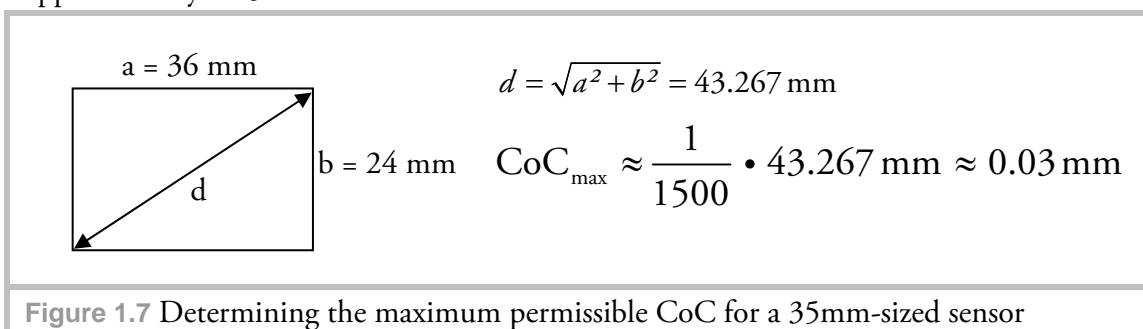 a = 36 mm
b = 24 mm
d
d = √a² + b² = 43.267 mm
CoCmax ≈ 1/1500 • 43.267 mm ≈ 0.03 mm
Figure 1.7 Determining the maximum permissible CoC for a 35mm-sized sensor